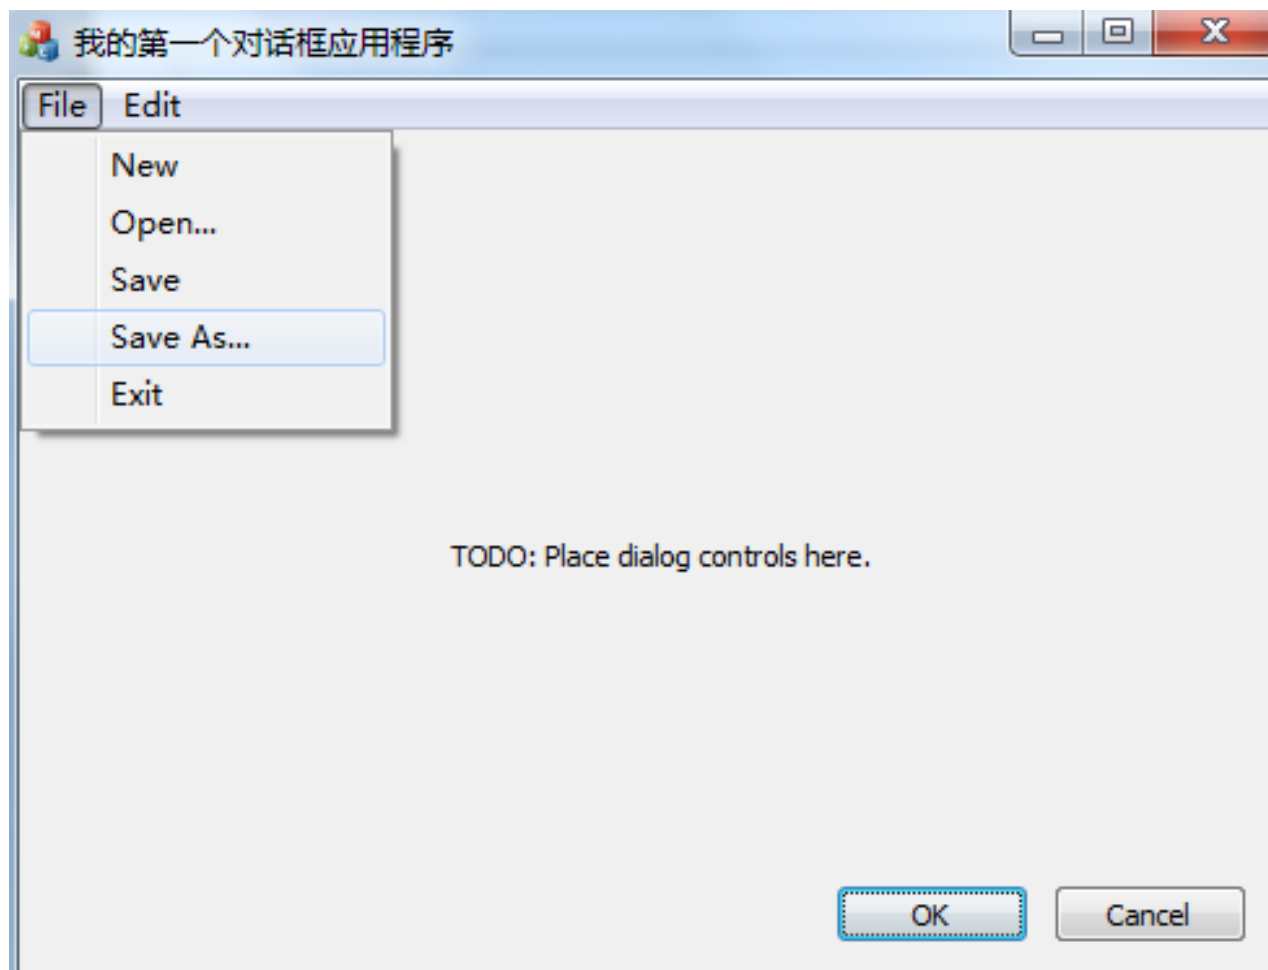 我的第一个对话框应用程序
File Edit
New
Open...
Save
Save As...
Exit
TODO: Place dialog controls here.
OK Cancel